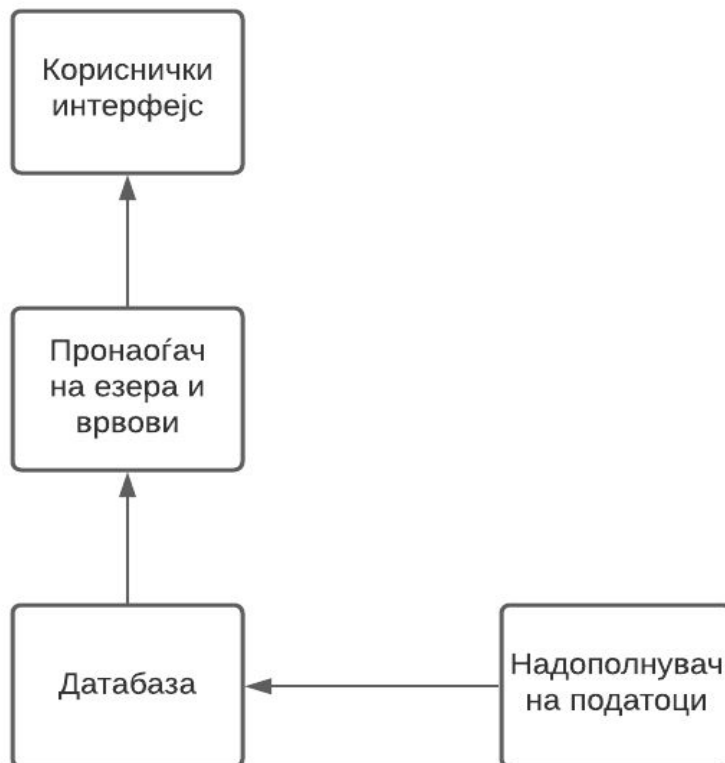 Кориснички
интерфејс
Пронаоѓач
на езера и
врвови
Датабаза
Надополнувач
на податоци